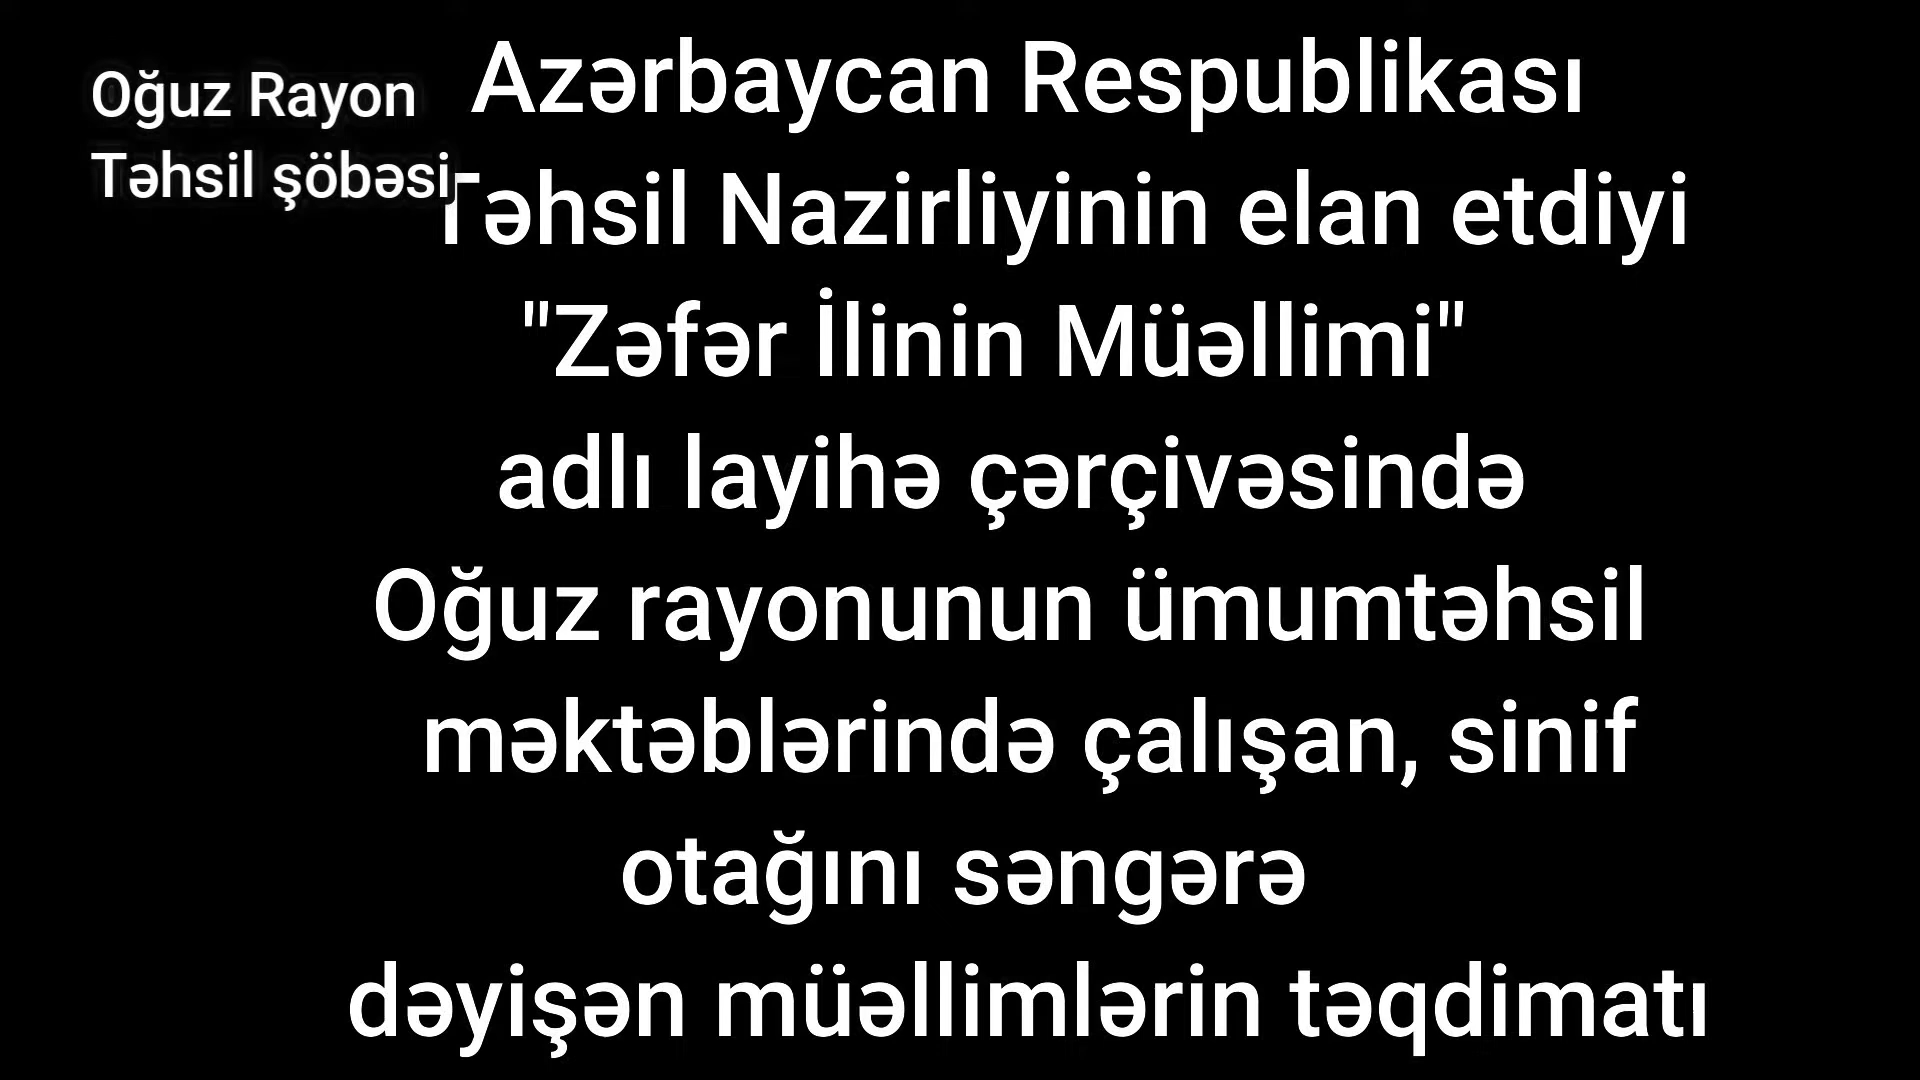 Oğuz Rayon
Təhsil şöbəsi
Azərbaycan Respublikası
Təhsil Nazirliyinin elan etdiyi
"Zəfər İlinin Müəllimi"
adlı layihə çərçivəsində
Oğuz rayonunun ümumtəhsil
məktəblərində çalışan, sinif
otağını səngərə
dəyişən müəllimlərin təqdimatı